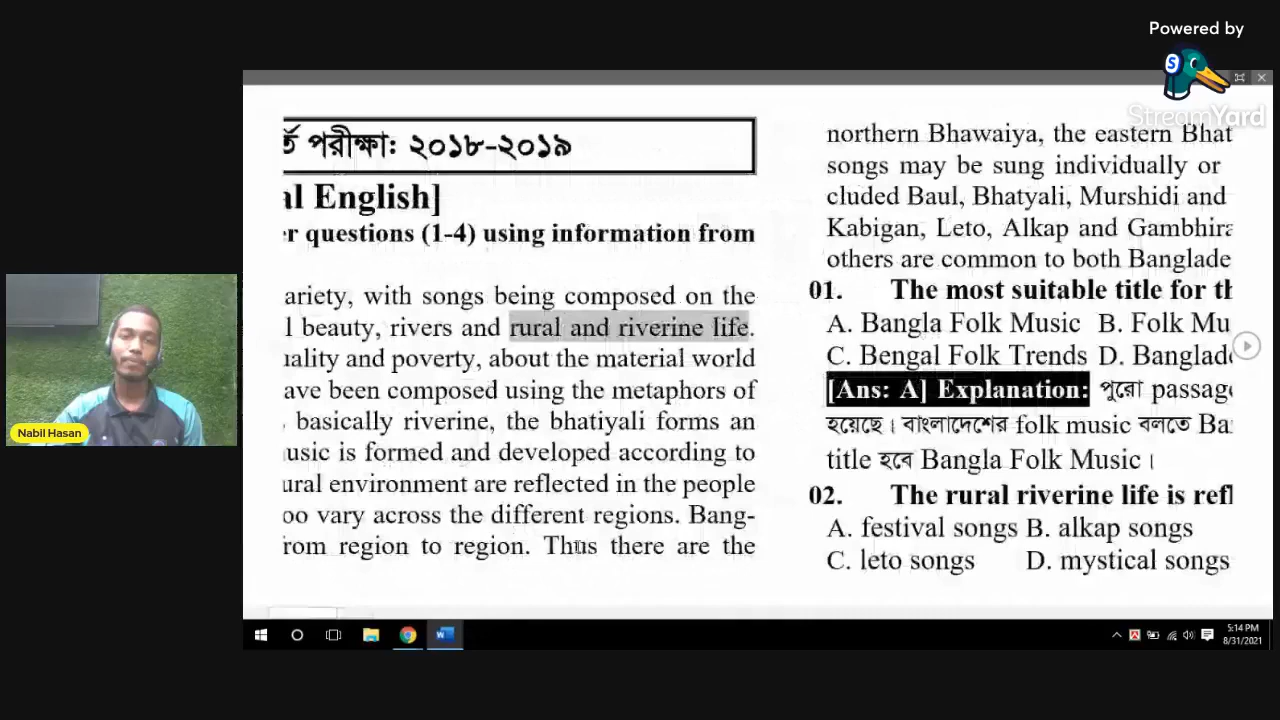 Powered by
StreamYard
র্তি পরীক্ষা: ২০১৮-২০১৯
al English]
er questions (1-4) using information from
ariety, with songs being composed on the
l beauty, rivers and rural and riverine life.
uality and poverty, about the material world
ave been composed using the metaphors of
, basically riverine, the bhatiyali forms an
usic is formed and developed according to
ural environment are reflected in the people
oo vary across the different regions. Bang-
from region to region. Thus there are the
northern Bhawaiya, the eastern Bhat
songs may be sung individually or
cluded Baul, Bhatyali, Murshidi and
Kabigan, Leto, Alkap and Gambhira
others are common to both Banglade
01. The most suitable title for th
A. Bangla Folk Music B. Folk Mu
C. Bengal Folk Trends D. Banglade
[Ans: A] Explanation: পুরো passage
হয়েছে। বাংলাদেশের folk music বলতে Ba
title হবে Bangla Folk Music।
02. The rural riverine life is refl
A. festival songs B. alkap songs
C. leto songs D. mystical songs
Nabil Hasan
5:14 PM
8/31/2021